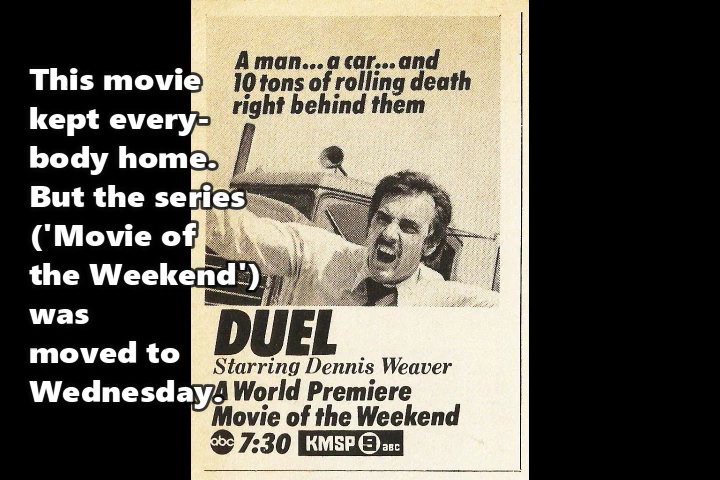 This movie
kept every-
body home.
But the series
('Movie of
the Weekend')
was
moved to
Wednesday.
A man...a car...and
10 tons of rolling death
right behind them
DUEL
Starring Dennis Weaver
A World Premiere
Movie of the Weekend
abc 7:30 KMSP 9 abc